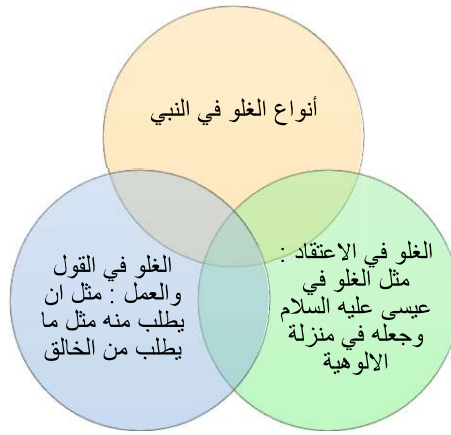 أنواع الغلو في النبي
الغلو في الاعتقاد :
مثل الغلو في
عيسى عليه السلام
وجعله في منزلة
الالوهية
الغلو في القول
والعمل : مثل ان
يطلب منه مثل ما
يطلب من الخالق